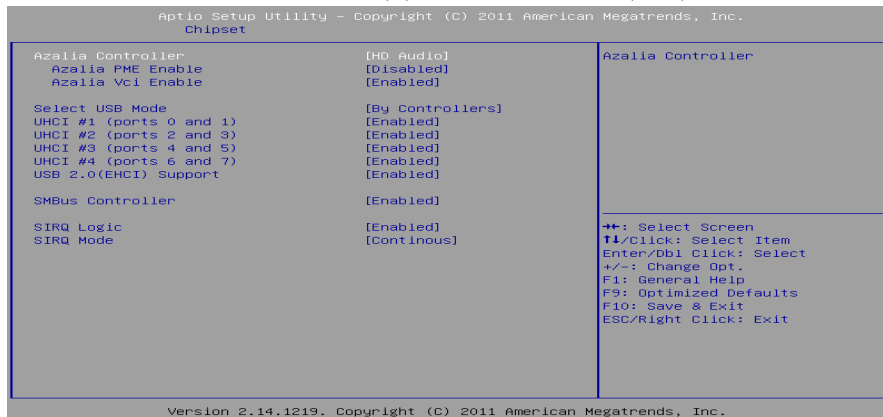 Aptio Setup Utility – Copyright (C) 2011 American Megatrends, Inc.
Chipset
Azalia Controller [HD Audio]
Azalia PME Enable [Disabled]
Azalia Vci Enable [Enabled]
Select USB Mode [By Controllers]
UHCI #1 (ports 0 and 1) [Enabled]
UHCI #2 (ports 2 and 3) [Enabled]
UHCI #3 (ports 4 and 5) [Enabled]
UHCI #4 (ports 6 and 7) [Enabled]
USB 2.0(EHCI) Support [Enabled]
SMBus Controller [Enabled]
SIRQ Logic [Enabled]
SIRQ Mode [Continous]
Azalia Controller
→←: Select Screen
↑↓/Click: Select Item
Enter/Dbl Click: Select
+/-: Change Opt.
F1: General Help
F9: Optimized Defaults
F10: Save & Exit
ESC/Right Click: Exit
Version 2.14.1219. Copyright (C) 2011 American Megatrends, Inc.